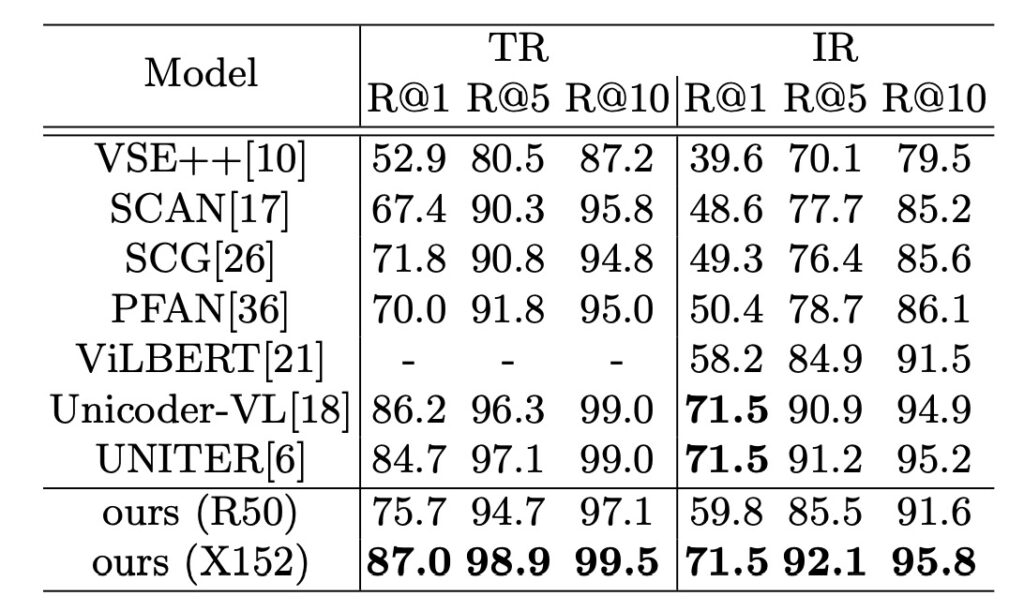 Model TR IR
R@1 R@5 R@10 R@1 R@5 R@10
VSE++[10] 52.9 80.5 87.2 39.6 70.1 79.5
SCAN[17] 67.4 90.3 95.8 48.6 77.7 85.2
SCG[26] 71.8 90.8 94.8 49.3 76.4 85.6
PFAN[36] 70.0 91.8 95.0 50.4 78.7 86.1
ViLBERT[21] - - - 58.2 84.9 91.5
Unicoder-VL[18] 86.2 96.3 99.0 71.5 90.9 94.9
UNITER[6] 84.7 97.1 99.0 71.5 91.2 95.2
ours (R50) 75.7 94.7 97.1 59.8 85.5 91.6
ours (X152) 87.0 98.9 99.5 71.5 92.1 95.8